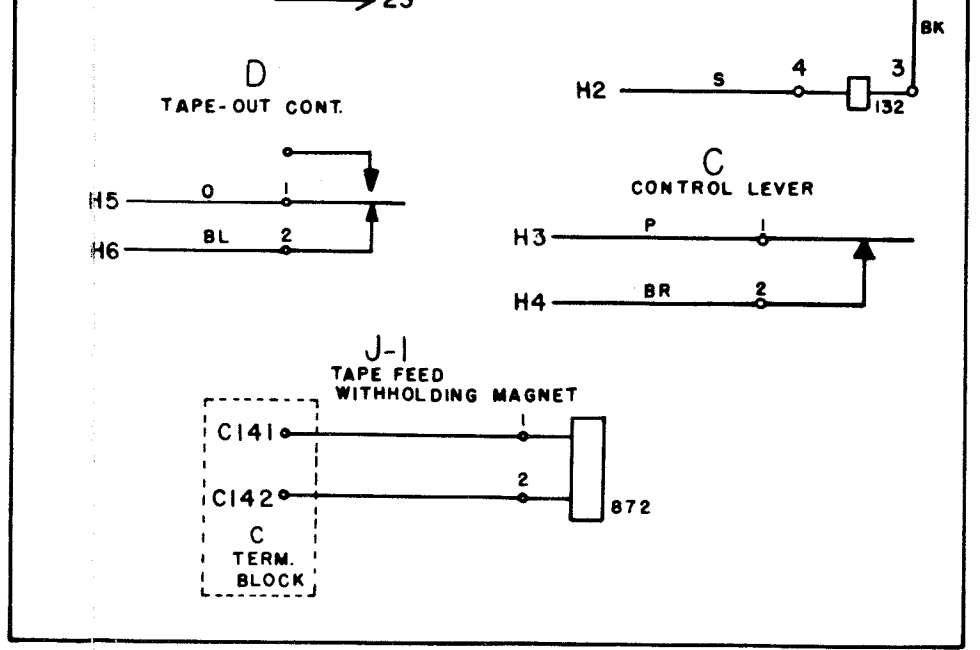 25
BK
D
TAPE-OUT CONT.
H2 S 4 3
132
H5 O 1
H6 BL 2
C
CONTROL LEVER
H3 P 1
H4 BR 2
J-1
TAPE FEED
WITHHOLDING MAGNET
C141 1
C142 2
872
C
TERM.
BLOCK